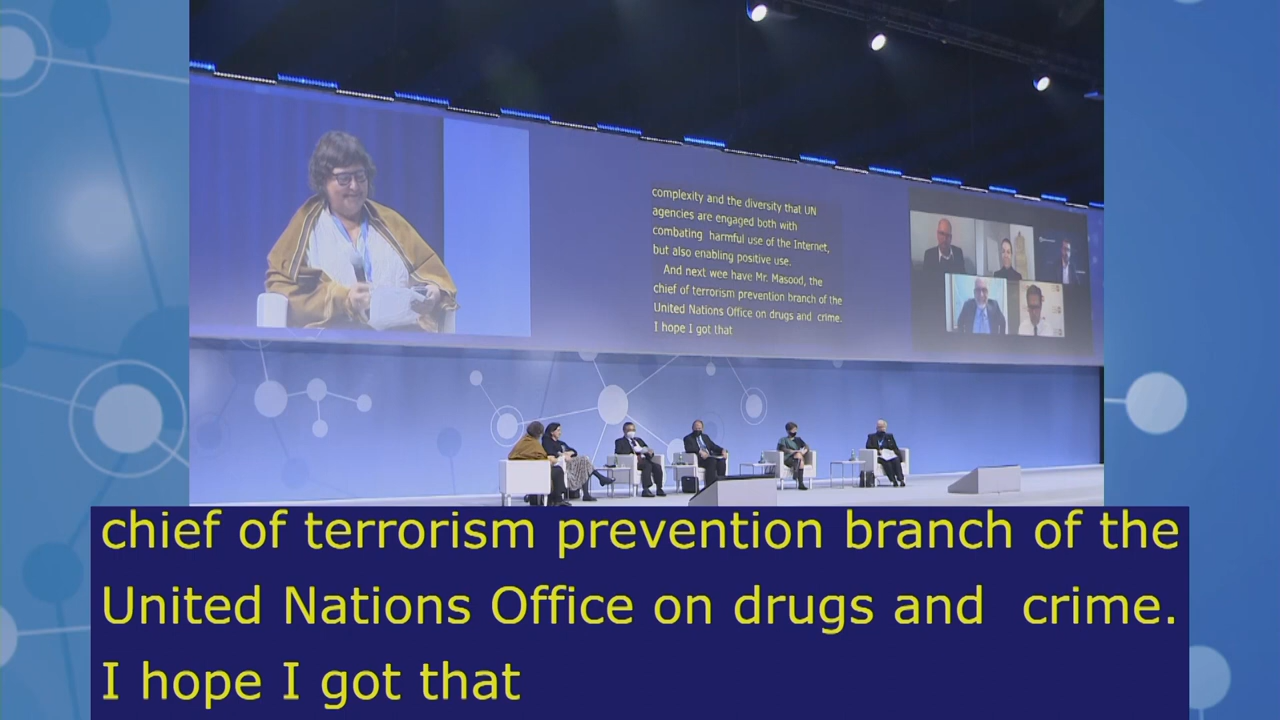 complexity and the diversity that UN
agencies are engaged both with
combating harmful use of the Internet,
but also enabling positive use.
And next wee have Mr. Masood, the
chief of terrorism prevention branch of the
United Nations Office on drugs and crime.
I hope I got that
chief of terrorism prevention branch of the
United Nations Office on drugs and crime.
I hope I got that